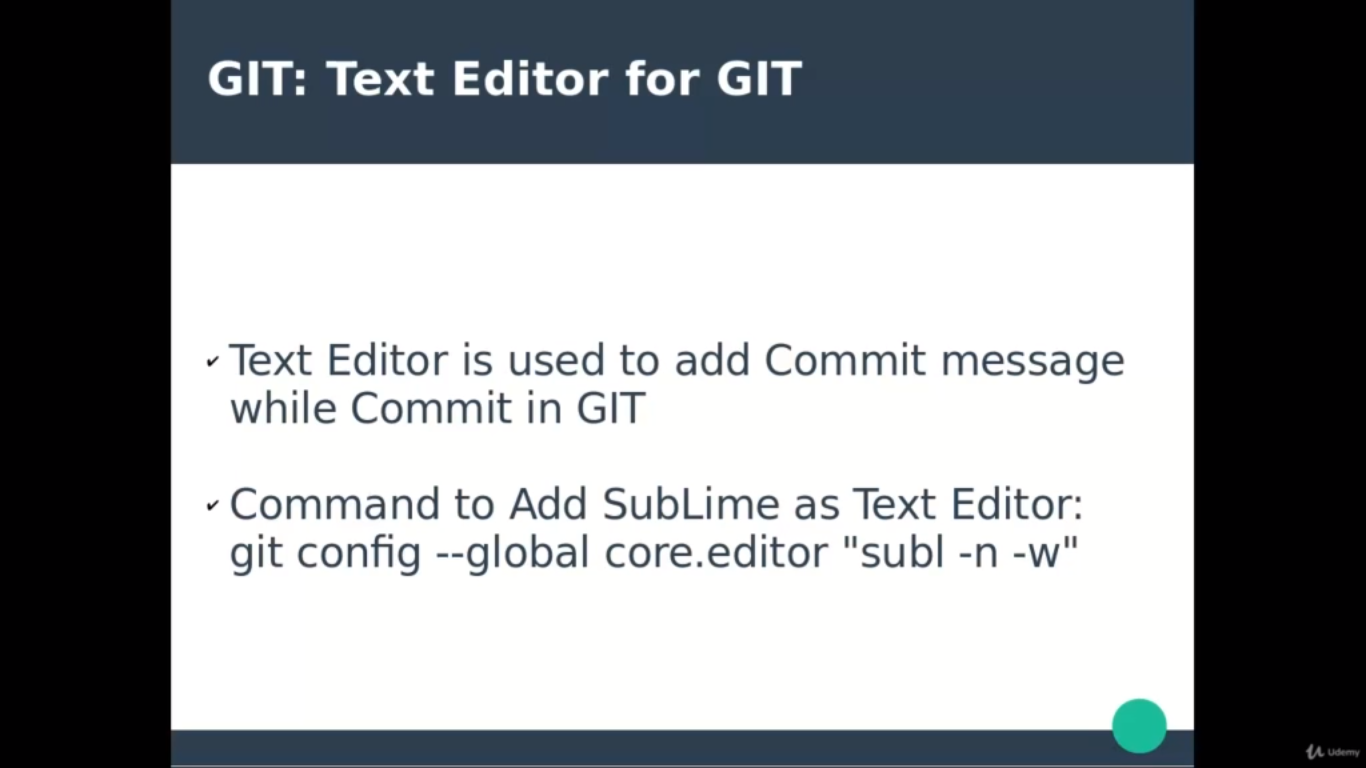 GIT: Text Editor for GIT
✔ Text Editor is used to add Commit message
while Commit in GIT
✔ Command to Add SubLime as Text Editor:
git config --global core.editor "subl -n -w"
Udemy